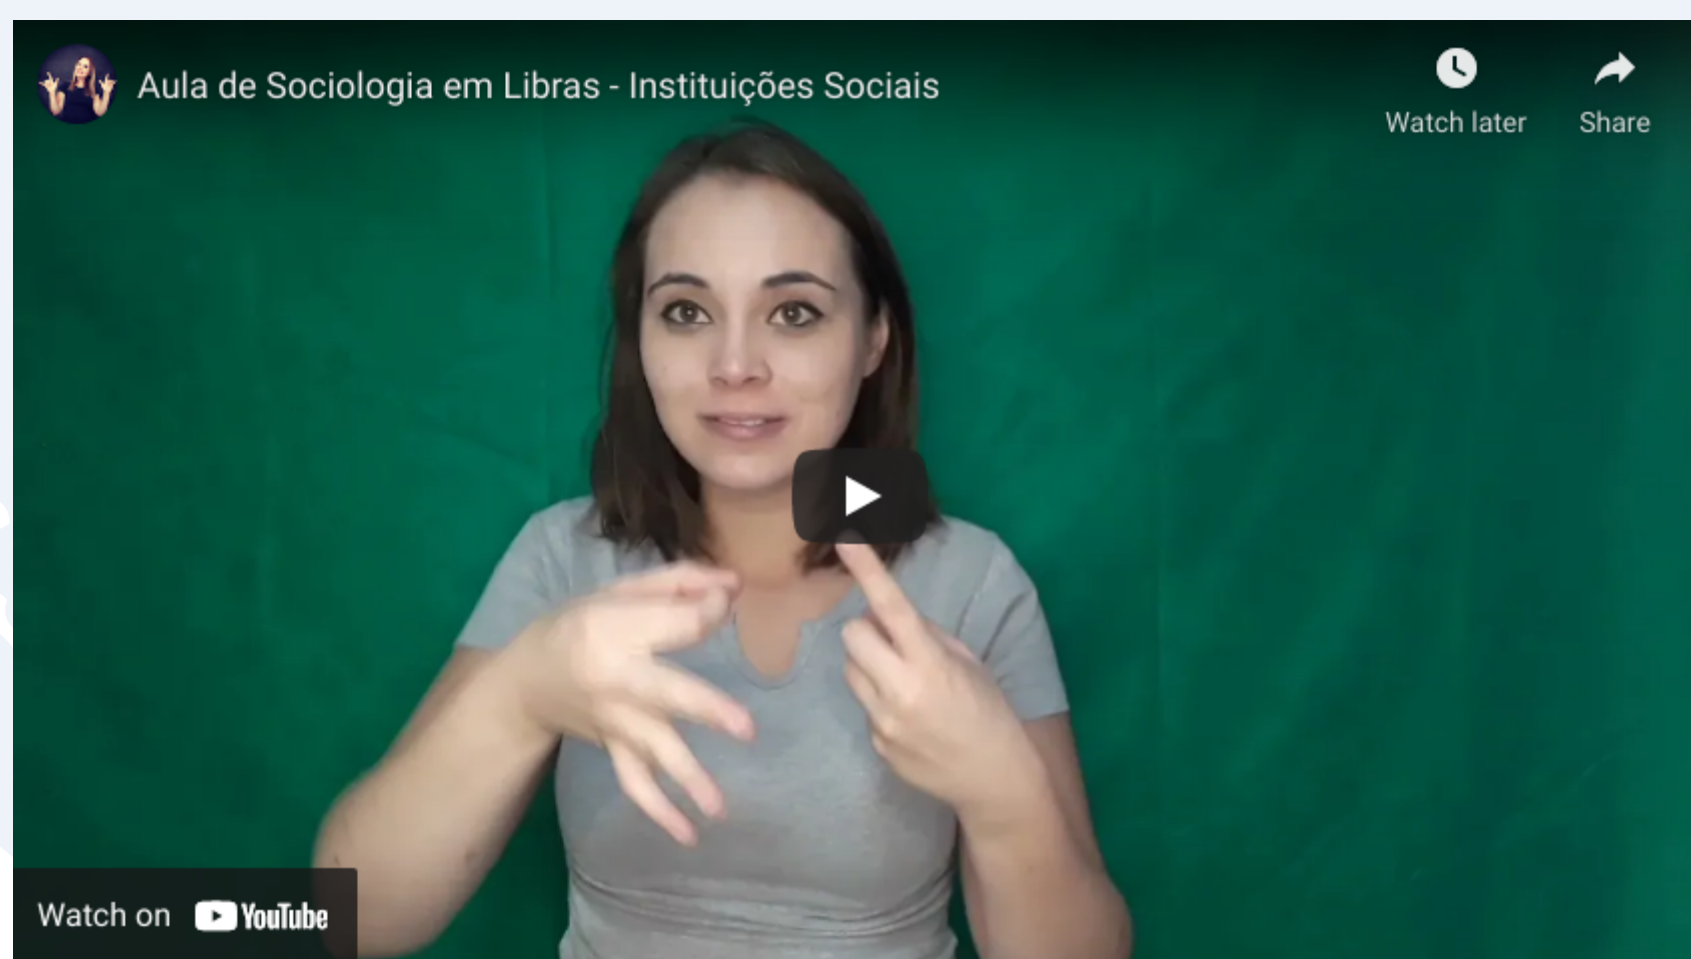 Aula de Sociologia em Libras - Instituições Sociais
Watch later
Share
Watch on YouTube